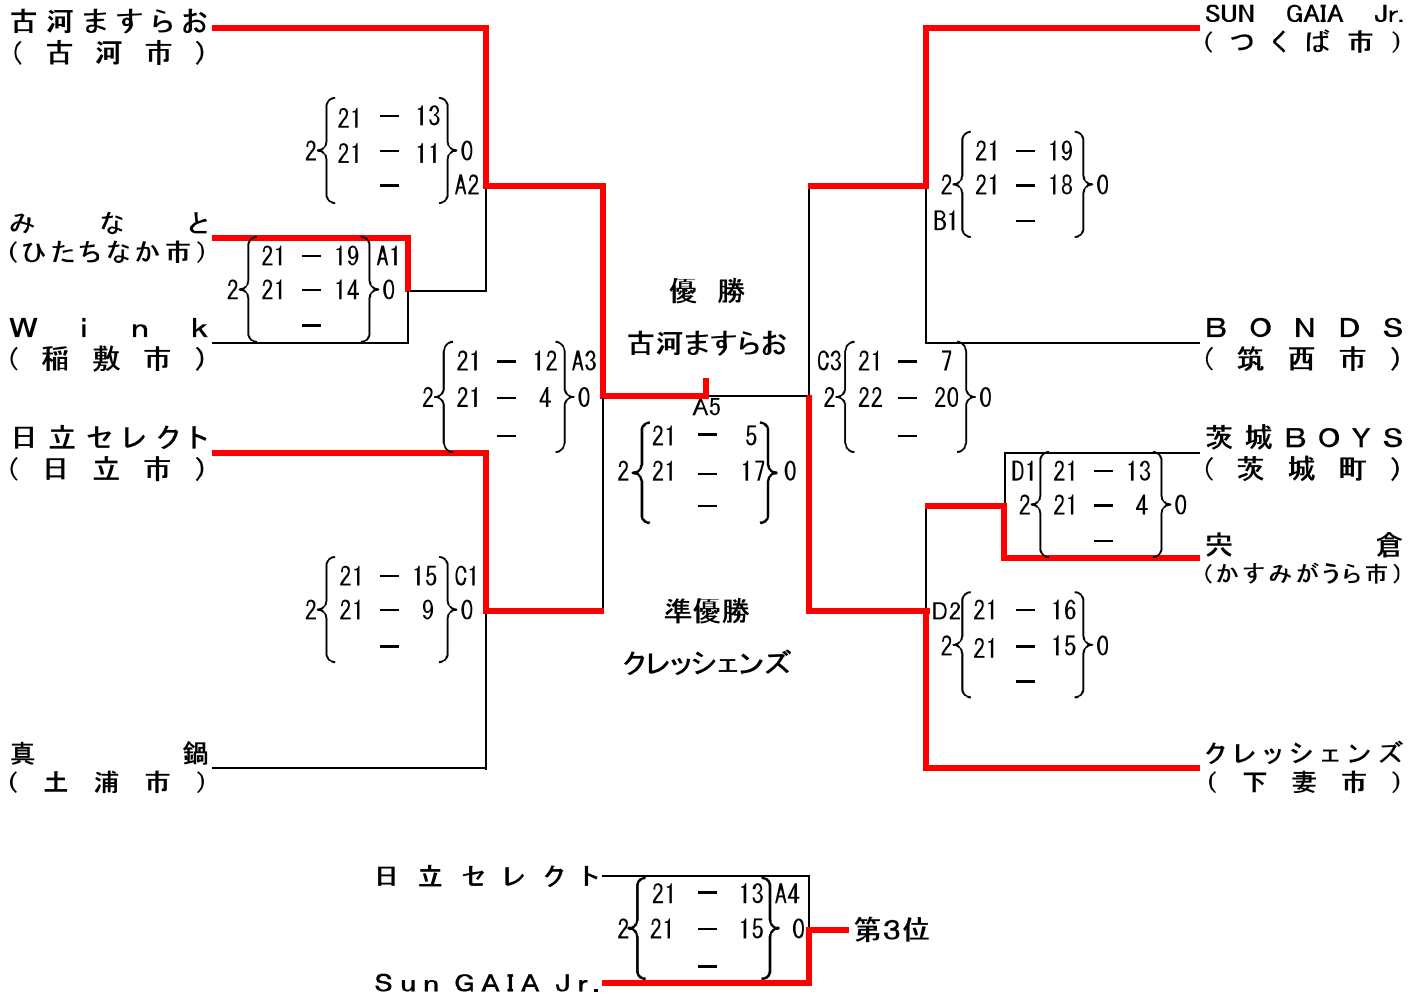 古河ますらお
(古河市)
21 － 13
2 21 － 11 0
－
A2
みなと
(ひたちなか市)
21 － 19 A1
2 21 － 14 0
－
Ｗｉｎｋ
(稲敷市)
21 － 12 A3
2 21 － 4 0
－
日立セレクト
(日立市)
21 － 15 C1
2 21 － 9 0
－
真鍋
(土浦市)
優勝
古河ますらお
A5
21 － 5
2 21 － 17 0
－
準優勝
クレッシェンズ
SUN GAIA Jr.
(つくば市)
21 － 19
2 21 － 18 0
B1 －
ＢＯＮＤＳ
(筑西市)
C3 21 － 7
2 22 － 20 0
－
茨城ＢＯＹＳ
(茨城町)
D1 21 － 13
2 21 － 4 0
－
宍倉
(かすみがうら市)
D2 21 － 16
2 21 － 15 0
－
クレッシェンズ
(下妻市)
日立セレクト
21 － 13 A4
2 21 － 15 0
－
第3位
Sun GAIA Jr.